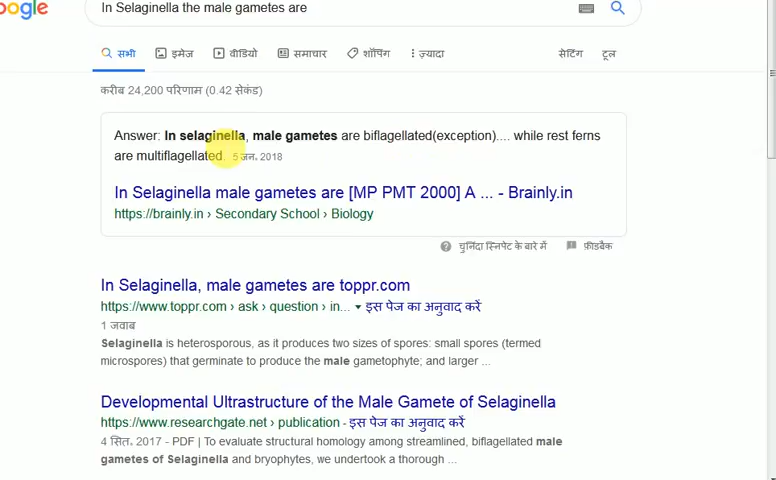 oogle
In Selaginella the male gametes are
सभी इमेज वीडियो समाचार शॉपिंग ज़्यादा सेटिंग टूल
करीब 24,200 परिणाम (0.42 सेकंड)
Answer: In selaginella, male gametes are biflagellated(exception).... while rest ferns
are multiflagellated. 5 जन. 2018
In Selaginella male gametes are [MP PMT 2000] A ... - Brainly.in
https://brainly.in › Secondary School › Biology
चुनिंदा स्निपेट के बारे में फ़ीडबैक
In Selaginella, male gametes are toppr.com
https://www.toppr.com › ask › question › in... ▾ इस पेज का अनुवाद करें
1 जवाब
Selaginella is heterosporous, as it produces two sizes of spores: small spores (termed
microspores) that germinate to produce the male gametophyte; and larger ...
Developmental Ultrastructure of the Male Gamete of Selaginella
https://www.researchgate.net › publication - इस पेज का अनुवाद करें
4 सित. 2017 - PDF | To evaluate structural homology among streamlined, biflagellated male
gametes of Selaginella and bryophytes, we undertook a thorough ...